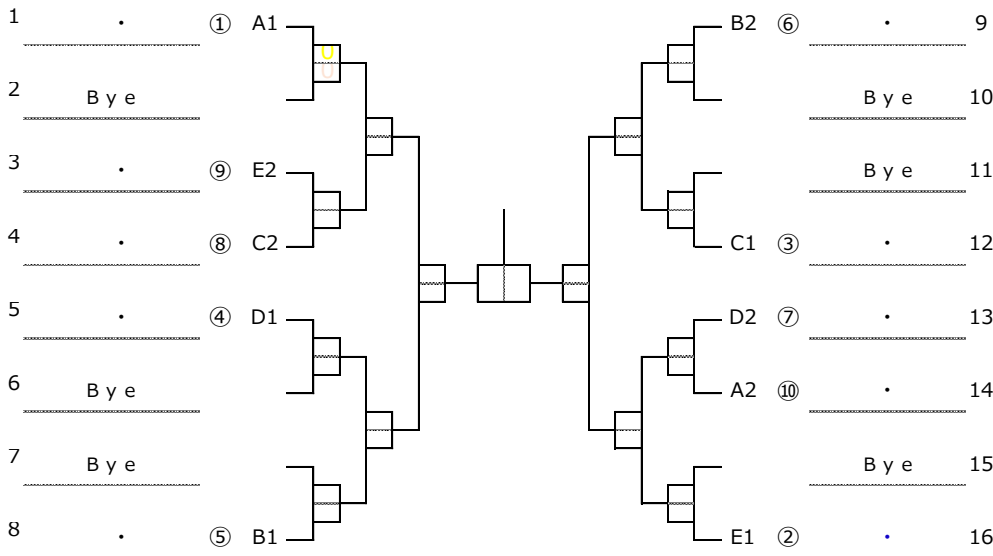 1 ・ ① A1 B2 ⑥ ・ 9
2 Bye Bye 10
3 ・ ⑨ E2 Bye 11
4 ・ ⑧ C2 C1 ③ ・ 12
5 ・ ④ D1 D2 ⑦ ・ 13
6 Bye A2 ⑩ ・ 14
7 Bye Bye 15
8 ・ ⑤ B1 E1 ② ・ 16